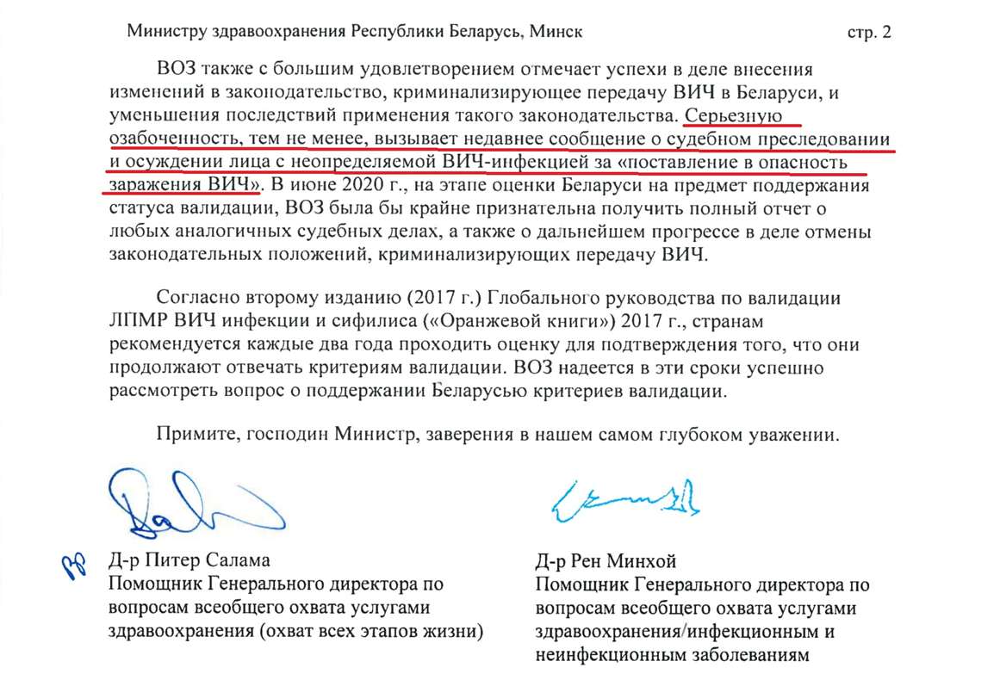 Министру здравоохранения Республики Беларусь, Минск стр. 2
ВОЗ также с большим удовлетворением отмечает успехи в деле внесения
изменений в законодательство, криминализирующее передачу ВИЧ в Беларуси, и
уменьшения последствий применения такого законодательства. Серьезную
озабоченность, тем не менее, вызывает недавнее сообщение о судебном преследовании
и осуждении лица с неопределяемой ВИЧ-инфекцией за «поставление в опасность
заражения ВИЧ». В июне 2020 г., на этапе оценки Беларуси на предмет поддержания
статуса валидации, ВОЗ была бы крайне признательна получить полный отчет о
любых аналогичных судебных делах, а также о дальнейшем прогрессе в деле отмены
законодательных положений, криминализирующих передачу ВИЧ.
Согласно второму изданию (2017 г.) Глобального руководства по валидации
ЛПМР ВИЧ инфекции и сифилиса («Оранжевой книги») 2017 г., странам
рекомендуется каждые два года проходить оценку для подтверждения того, что они
продолжают отвечать критериям валидации. ВОЗ надеется в эти сроки успешно
рассмотреть вопрос о поддержании Беларусью критериев валидации.
Примите, господин Министр, заверения в нашем самом глубоком уважении.
Д-р Питер Салама
Помощник Генерального директора по
вопросам всеобщего охвата услугами
здравоохранения (охват всех этапов жизни)
Д-р Рен Минхой
Помощник Генерального директора по
вопросам всеобщего охвата услугами
здравоохранения/инфекционным и
неинфекционным заболеваниям